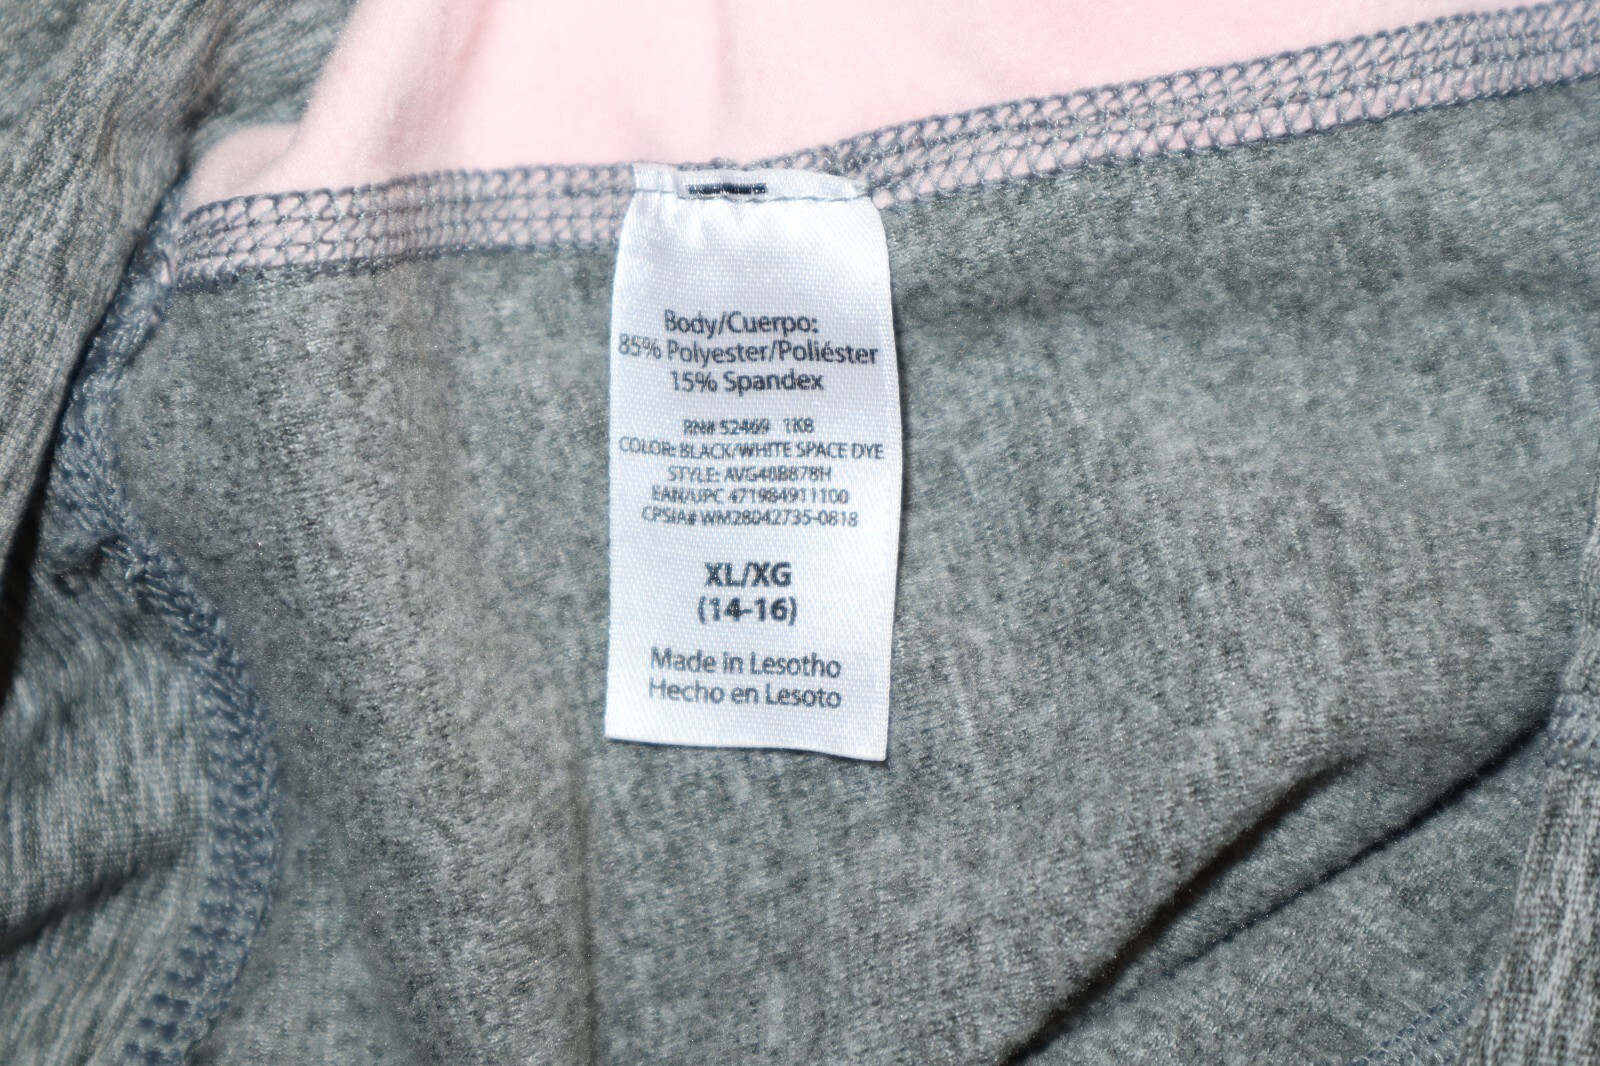 Body/Cuerpo:
85% Polyester/Poliéster
15% Spandex
RN# 52469 1K8
COLOR: BLACK/WHITE SPACE DYE
STYLE: AVG48B878H
EAN/UPC 471984911100
CPSIA# WM28042735-0818
XL/XG
(14-16)
Made in Lesotho
Hecho en Lesoto